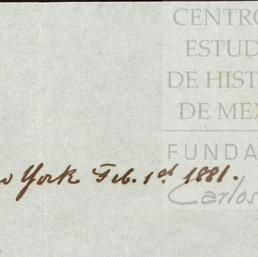 CENTRO
ESTUD
DE HIST
DE MEX
FUNDA
Carlos
o York Feb. 1st 1881.